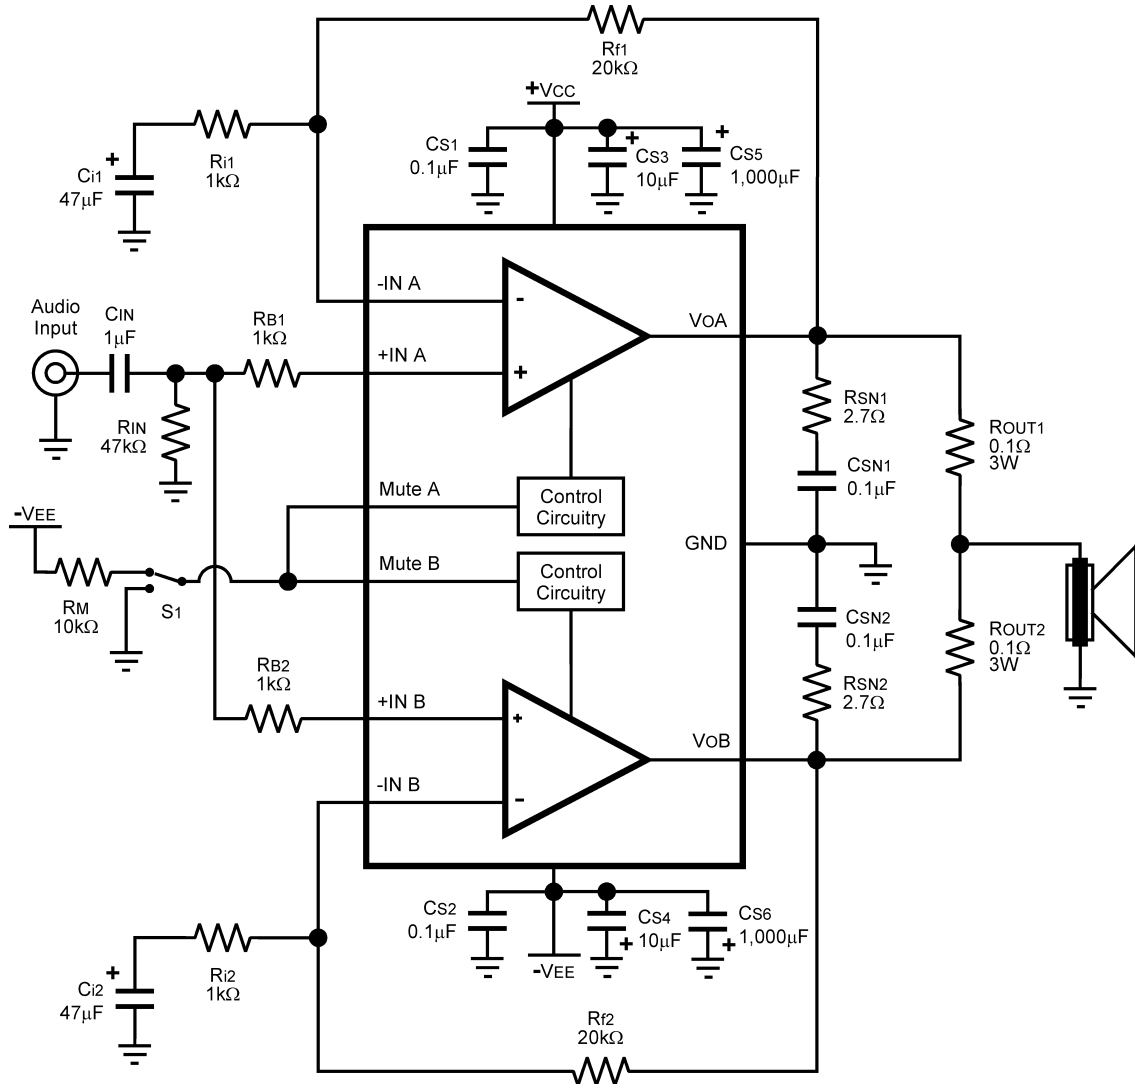 Rf1
20kΩ
+VCC
Ri1
1kΩ
Ci1
+
47µF
CS1
0.1µF
+
CS3
10µF
+
CS5
1,000µF
-IN A
-
Audio
Input
CIN
1µF
RB1
1kΩ
+IN A
+
VOA
RIN
47kΩ
RSN1
2.7Ω
ROUT1
0.1Ω
3W
CSN1
0.1µF
Mute A
Control
Circuitry
-VEE
GND
Mute B
Control
Circuitry
RM
10kΩ
S1
CSN2
0.1µF
ROUT2
0.1Ω
3W
RB2
1kΩ
RSN2
2.7Ω
+IN B
+
VOB
-IN B
-
CS2
0.1µF
CS4
+
10µF
CS6
+
1,000µF
-VEE
Ri2
1kΩ
+
Ci2
47µF
Rf2
20kΩ